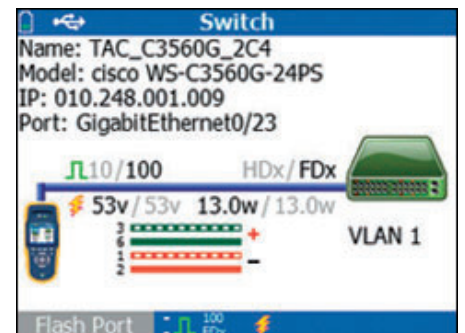 Switch
Name: TAC_C3560G_2C4
Model: cisco WS-C3560G-24PS
IP: 010.248.001.009
Port: GigabitEthernet0/23
10/100 HDx/FDx
53v/53v 13.0w/13.0w
3
6
+
1
2
-
VLAN 1
Flash Port
100
FDx